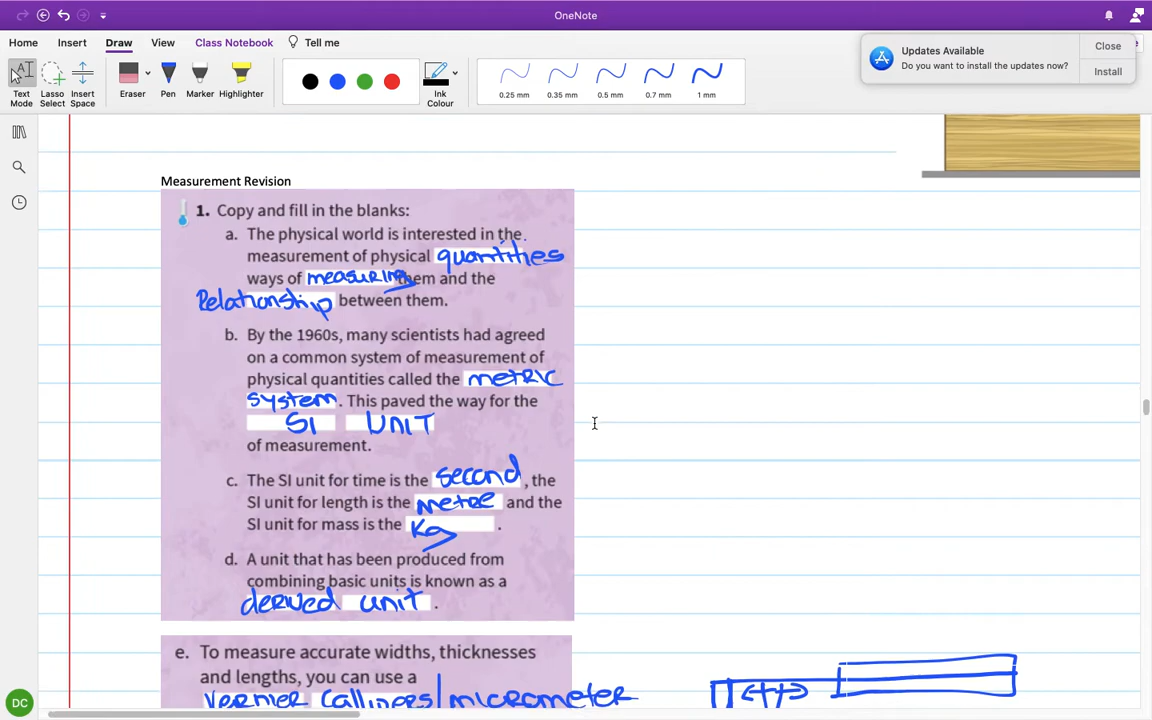 OneNote
Home Insert Draw View Class Notebook Tell me
Updates Available
Do you want to install the updates now?
Close
Install
Text Mode
Lasso Select
Insert Space
Eraser
Pen
Marker
Highlighter
Ink Colour
0.25 mm 0.35 mm 0.5 mm 0.7 mm 1 mm
Measurement Revision
1. Copy and fill in the blanks:
a. The physical world is interested in the
measurement of physical quantities
ways of measuring them and the
Relationship between them.
b. By the 1960s, many scientists had agreed
on a common system of measurement of
physical quantities called the metric
system. This paved the way for the
SI UNIT
of measurement.
c. The SI unit for time is the second, the
SI unit for length is the metre and the
SI unit for mass is the Kg.
d. A unit that has been produced from
combining basic units is known as a
derived unit.
e. To measure accurate widths, thicknesses
and lengths, you can use a
Vernier Callipers/micrometer
DC